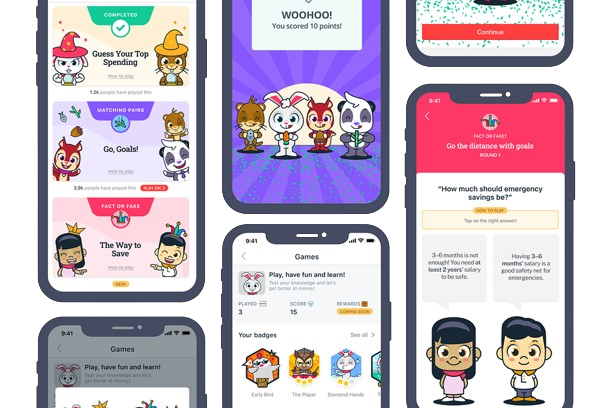 COMPLETED
Guess Your Top
Spending
How to play
1.2k people have played this
MATCHING PAIRS
Go, Goals!
How to play
3.9k people have played this
PLAY ON
FACT OR FAKE
The Way to
Save
How to play
NEW!
9:41
Games
Play, have fun and learn!
Test your knowledge and let's
get better at money!
WOOHOO!
You scored 10 points!
9:41
Games
Play, have fun and learn!
Test your knowledge and let's
get better at money!
PLAYED
3
SCORE
15
REWARDS
COMING SOON
Your badges
See all
Early Bird
The Player
Diamond Hands
Continue
9:41
FACT OR FAKE?
Go the distance with goals
ROUND 1
“How much should emergency
savings be?”
HOW TO PLAY
Tap on the right answer!
3–6 months is not
enough! You need at
least 2 years' salary
to be safe.
Having 3–6
months' salary is a
good safety net for
emergencies.